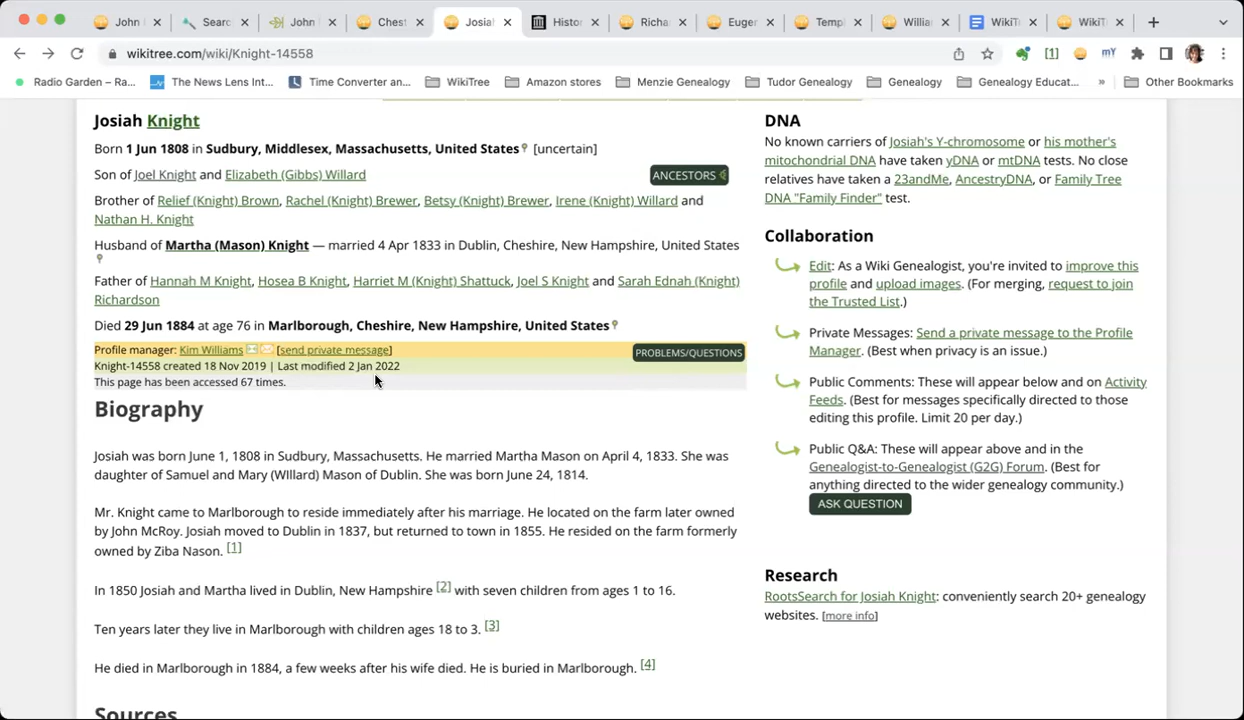 John
Searc
John
Chest
Josial
Histor
Richa
Euger
Templ
Willia
WikiT
WikiT
wikitree.com/wiki/Knight-14558
Radio Garden – Ra...
The News Lens Int...
Time Converter an...
WikiTree
Amazon stores
Menzie Genealogy
Tudor Genealogy
Genealogy
Genealogy Educat...
»
Other Bookmarks
Josiah Knight
Born 1 Jun 1808 in Sudbury, Middlesex, Massachusetts, United States [uncertain]
ANCESTORS
Son of Joel Knight and Elizabeth (Gibbs) Willard
Brother of Relief (Knight) Brown, Rachel (Knight) Brewer, Betsy (Knight) Brewer, Irene (Knight) Willard and
Nathan H. Knight
Husband of Martha (Mason) Knight — married 4 Apr 1833 in Dublin, Cheshire, New Hampshire, United States
Father of Hannah M Knight, Hosea B Knight, Harriet M (Knight) Shattuck, Joel S Knight and Sarah Ednah (Knight)
Richardson
Died 29 Jun 1884 at age 76 in Marlborough, Cheshire, New Hampshire, United States
Profile manager: Kim Williams [send private message]
PROBLEMS/QUESTIONS
Knight-14558 created 18 Nov 2019 | Last modified 2 Jan 2022
This page has been accessed 67 times.
Biography
Josiah was born June 1, 1808 in Sudbury, Massachusetts. He married Martha Mason on April 4, 1833. She was
daughter of Samuel and Mary (WIllard) Mason of Dublin. She was born June 24, 1814.
Mr. Knight came to Marlborough to reside immediately after his marriage. He located on the farm later owned
by John McRoy. Josiah moved to Dublin in 1837, but returned to town in 1855. He resided on the farm formerly
owned by Ziba Nason. [1]
In 1850 Josiah and Martha lived in Dublin, New Hampshire [2] with seven children from ages 1 to 16.
Ten years later they live in Marlborough with children ages 18 to 3. [3]
He died in Marlborough in 1884, a few weeks after his wife died. He is buried in Marlborough. [4]
Sources
DNA
No known carriers of Josiah's Y-chromosome or his mother's
mitochondrial DNA have taken yDNA or mtDNA tests. No close
relatives have taken a 23andMe, AncestryDNA, or Family Tree
DNA "Family Finder" test.
Collaboration
Edit: As a Wiki Genealogist, you're invited to improve this
profile and upload images. (For merging, request to join
the Trusted List.)
Private Messages: Send a private message to the Profile
Manager. (Best when privacy is an issue.)
Public Comments: These will appear below and on Activity
Feeds. (Best for messages specifically directed to those
editing this profile. Limit 20 per day.)
Public Q&A: These will appear above and in the
Genealogist-to-Genealogist (G2G) Forum. (Best for
anything directed to the wider genealogy community.)
ASK QUESTION
Research
RootsSearch for Josiah Knight: conveniently search 20+ genealogy
websites. [more info]